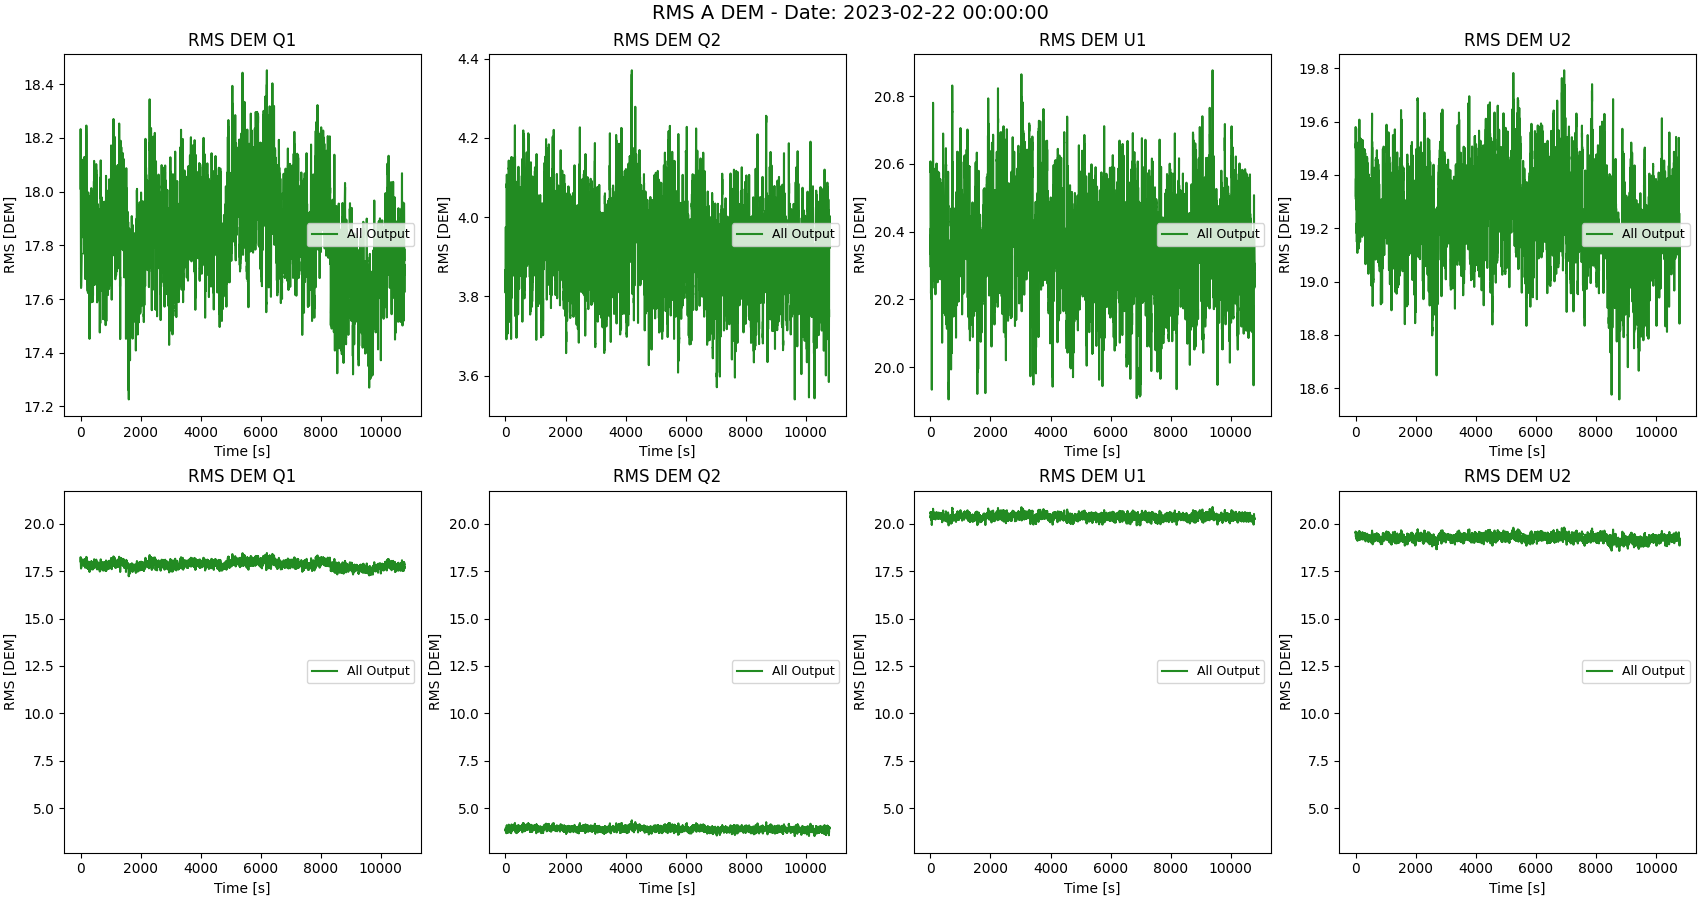 RMS A DEM - Date: 2023-02-22 00:00:00
RMS DEM Q1
RMS [DEM]
18.4
18.2
18.0
17.8
17.6
17.4
17.2
All Output
0 2000 4000 6000 8000 10000
Time [s]
RMS DEM Q2
RMS [DEM]
4.4
4.2
4.0
3.8
3.6
All Output
0 2000 4000 6000 8000 10000
Time [s]
RMS DEM U1
RMS [DEM]
20.8
20.6
20.4
20.2
20.0
All Output
0 2000 4000 6000 8000 10000
Time [s]
RMS DEM U2
RMS [DEM]
19.8
19.6
19.4
19.2
19.0
18.8
18.6
All Output
0 2000 4000 6000 8000 10000
Time [s]
RMS DEM Q1
RMS [DEM]
20.0
17.5
15.0
12.5
10.0
7.5
5.0
All Output
0 2000 4000 6000 8000 10000
Time [s]
RMS DEM Q2
RMS [DEM]
20.0
17.5
15.0
12.5
10.0
7.5
5.0
All Output
0 2000 4000 6000 8000 10000
Time [s]
RMS DEM U1
RMS [DEM]
20.0
17.5
15.0
12.5
10.0
7.5
5.0
All Output
0 2000 4000 6000 8000 10000
Time [s]
RMS DEM U2
RMS [DEM]
20.0
17.5
15.0
12.5
10.0
7.5
5.0
All Output
0 2000 4000 6000 8000 10000
Time [s]